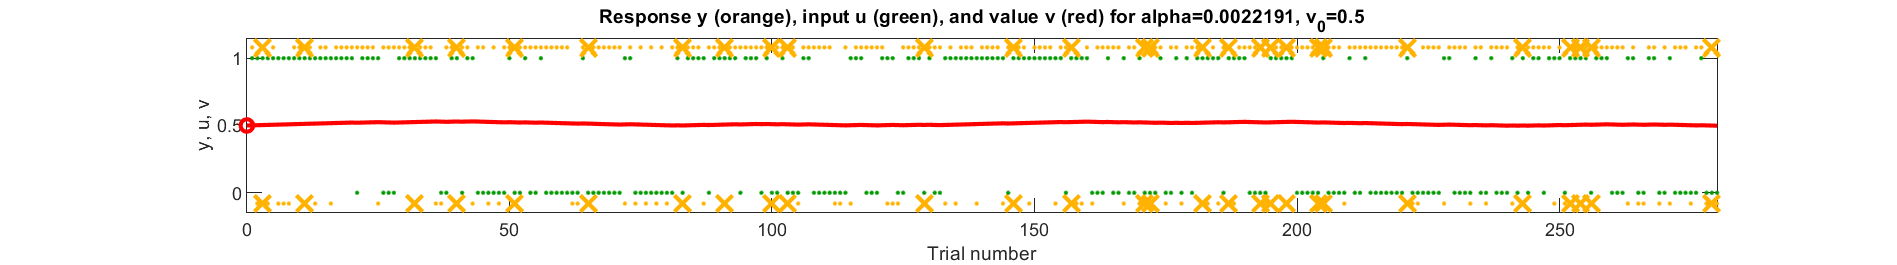 Response y (orange), input u (green), and value v (red) for alpha=0.0022191, v0=0.5
y, u, v
1
0.5
0
0 50 100 150 200 250
Trial number